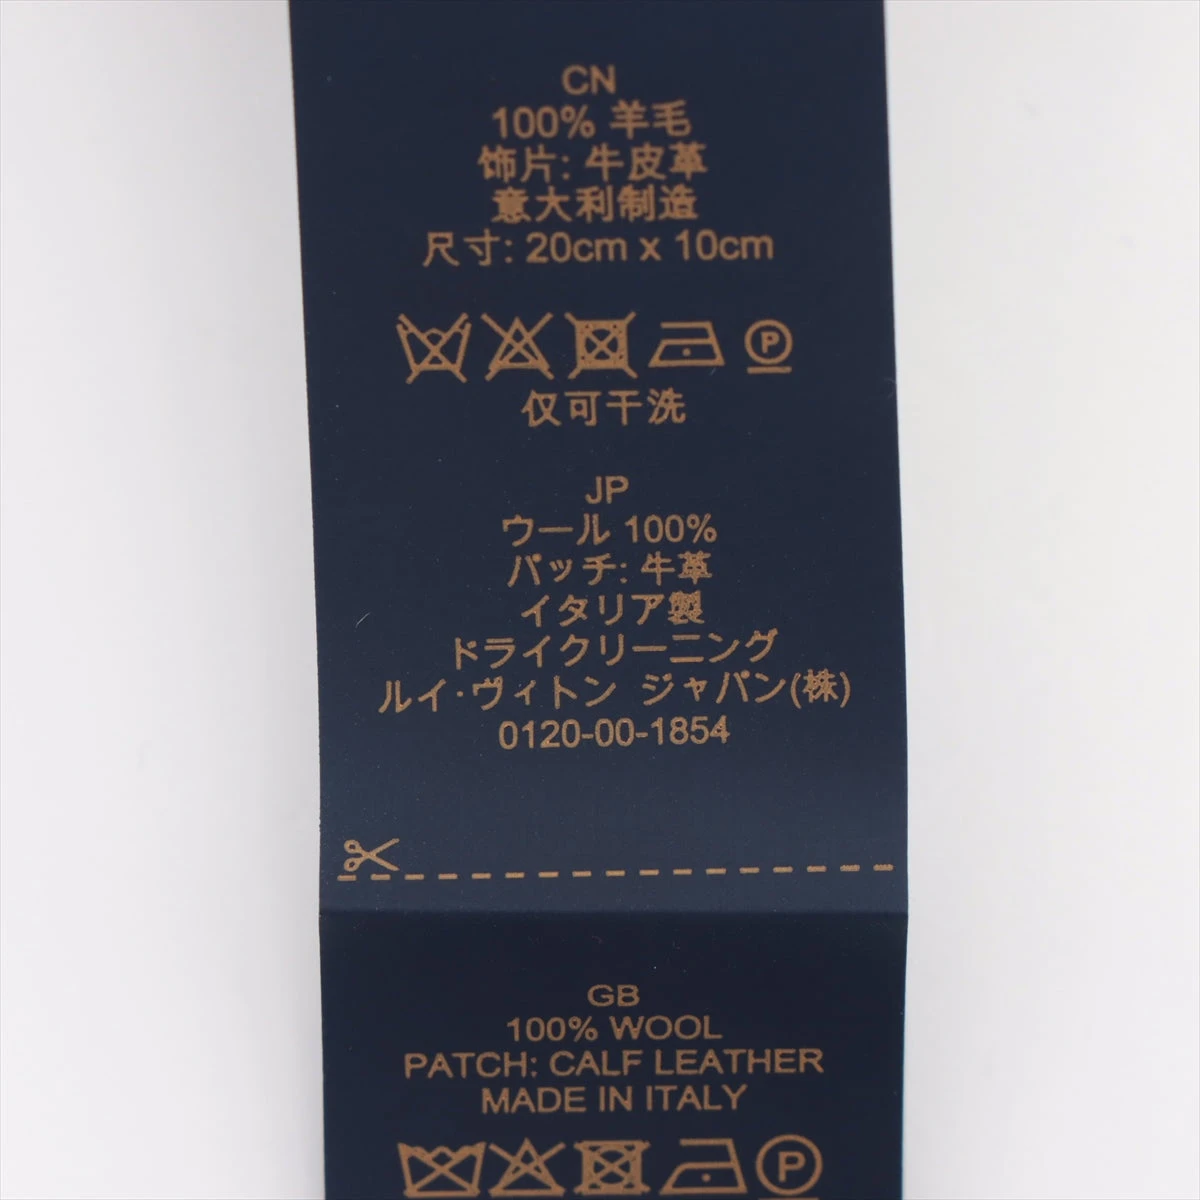 CN
100% 羊毛
饰片: 牛皮革
意大利制造
尺寸: 20cm x 10cm
P
仅可干洗
JP
ウール 100%
パッチ: 牛革
イタリア製
ドライクリーニング
ルイ·ヴィトン ジャパン(株)
0120-00-1854
GB
100% WOOL
PATCH: CALF LEATHER
MADE IN ITALY
P